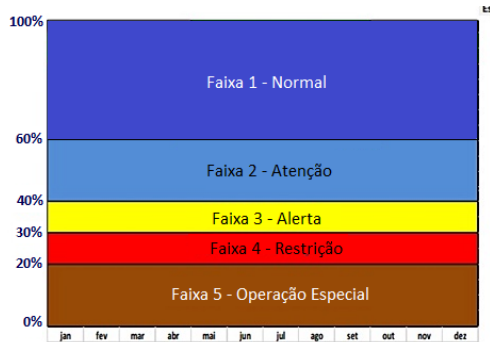 Es
100%
Faixa 1 - Normal
60%
Faixa 2 - Atenção
40%
Faixa 3 - Alerta
30%
Faixa 4 - Restrição
20%
Faixa 5 - Operação Especial
0%
jan fev mar abr mai jun jul ago set out nov dez